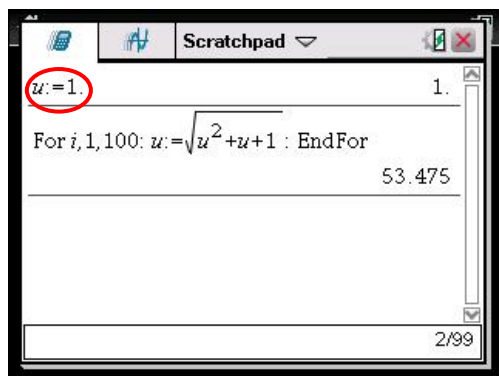 Scratchpad
u:=1. 1.
For i,1,100: u:=√(u²+u+1) : EndFor
53.475
2/99